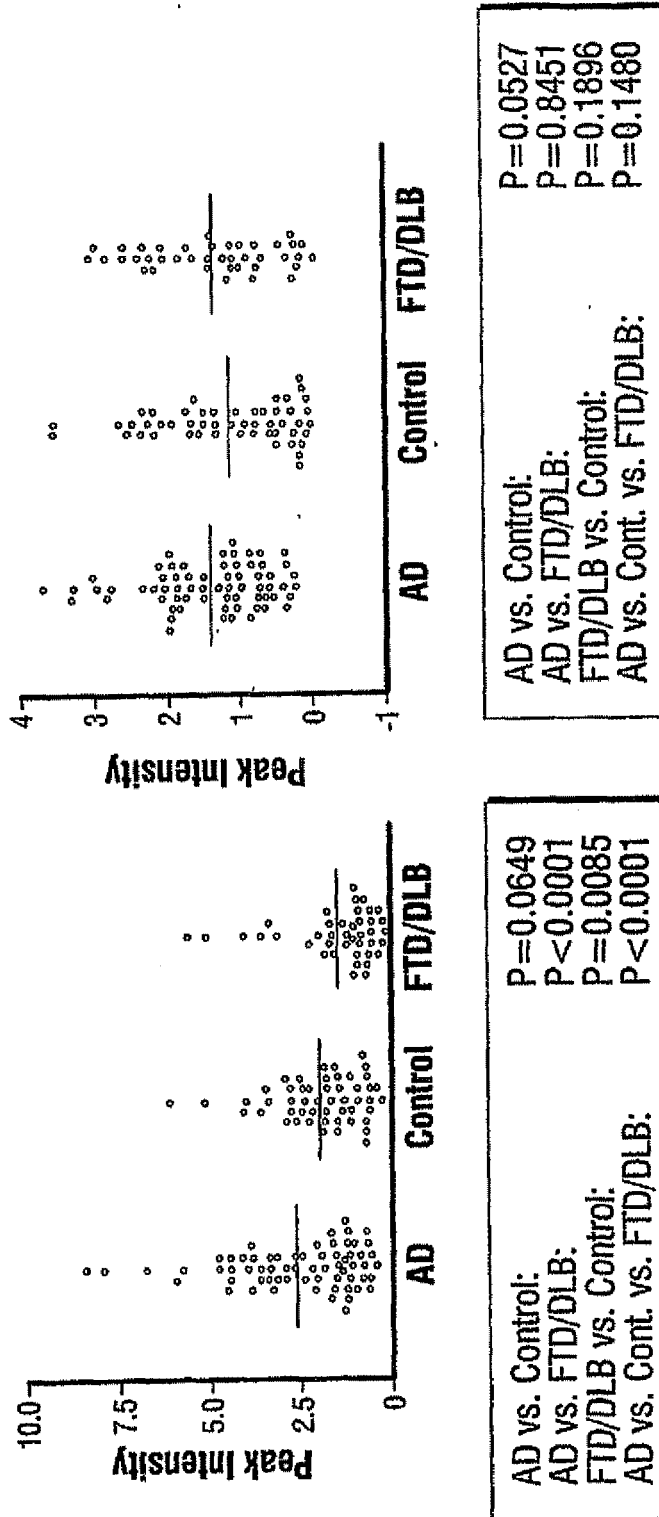 10.0
7.5
5.0
2.5
0
Peak Intensity
AD Control FTD/DLB
AD vs. Control: P=0.0649
AD vs. FTD/DLB: P<0.0001
FTD/DLB vs. Control: P=0.0085
AD vs. Cont. vs. FTD/DLB: P<0.0001
4
3
2
1
0
-1
Peak Intensity
AD Control FTD/DLB
AD vs. Control: P=0.0527
AD vs. FTD/DLB: P=0.8451
FTD/DLB vs. Control: P=0.1896
AD vs. Cont. vs. FTD/DLB: P=0.1480